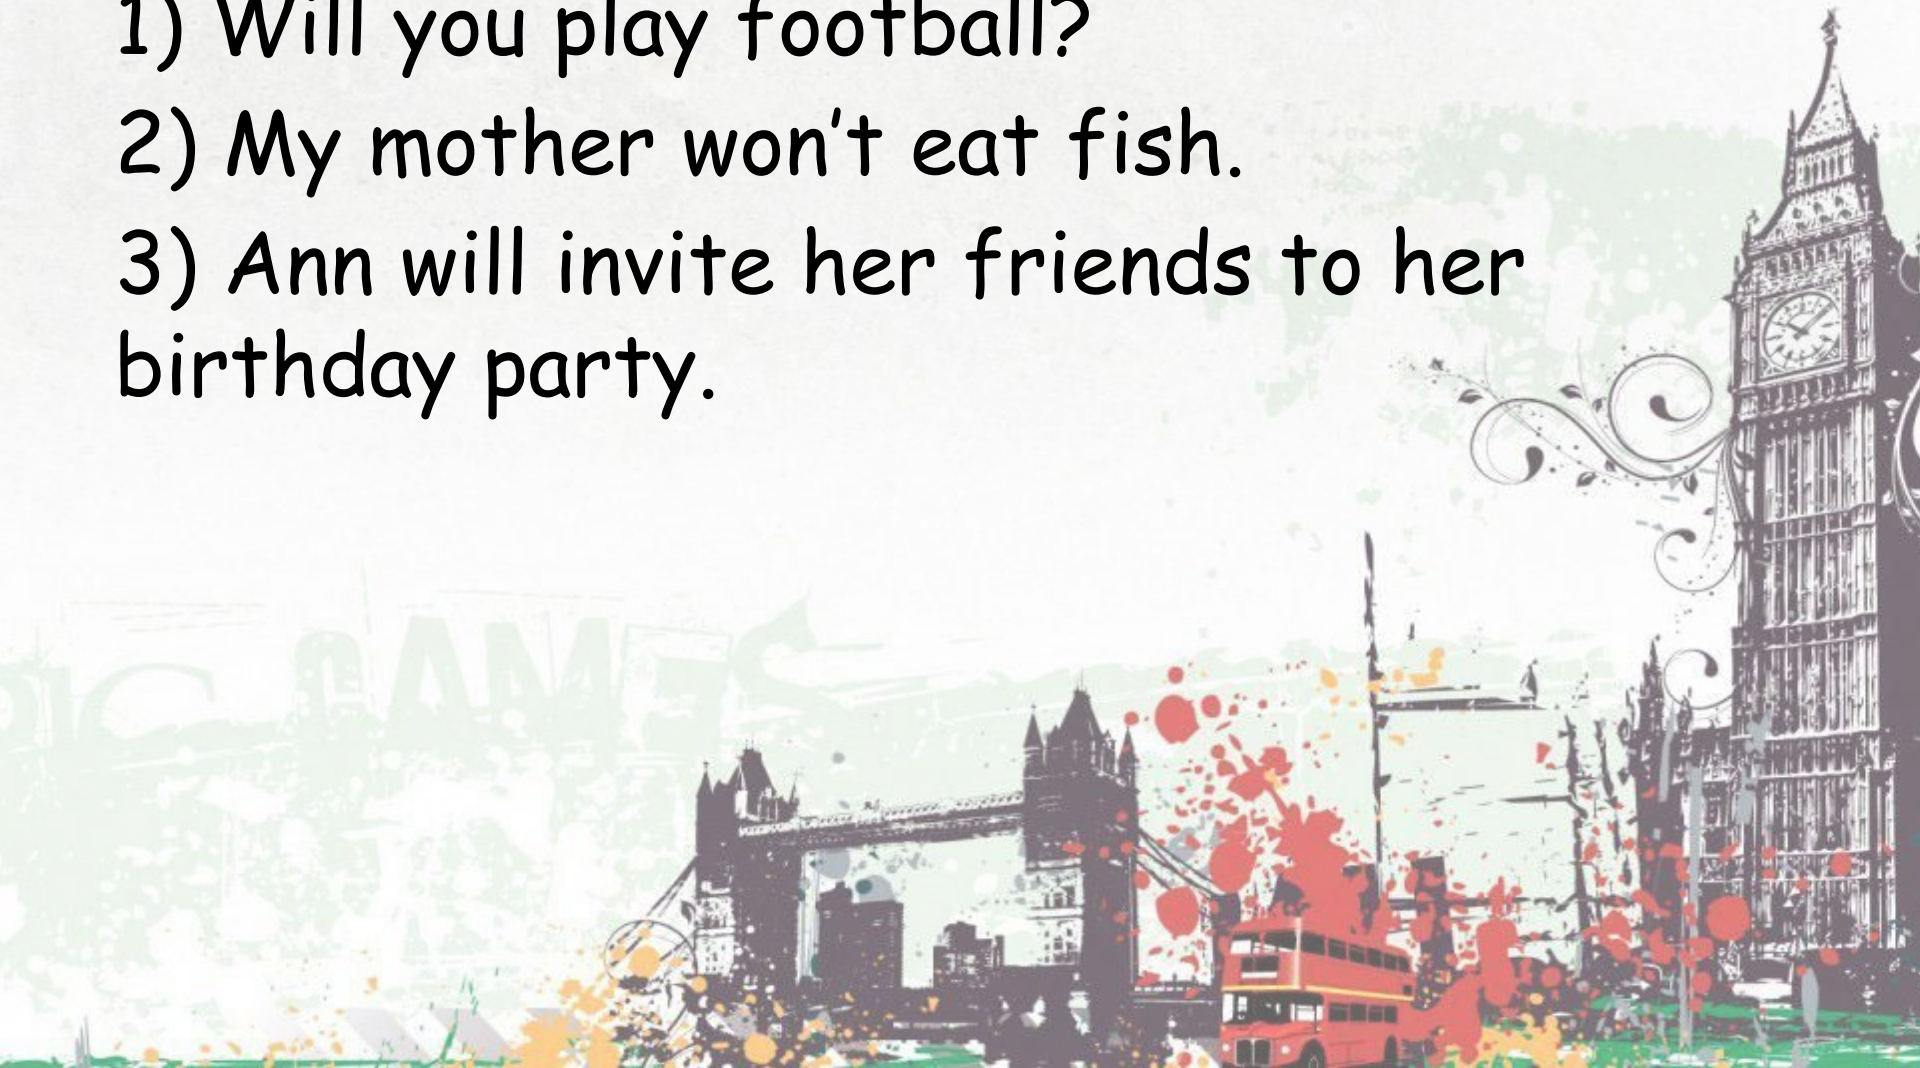 1) Will you play football?
2) My mother won’t eat fish.
3) Ann will invite her friends to her
birthday party.
GAMES